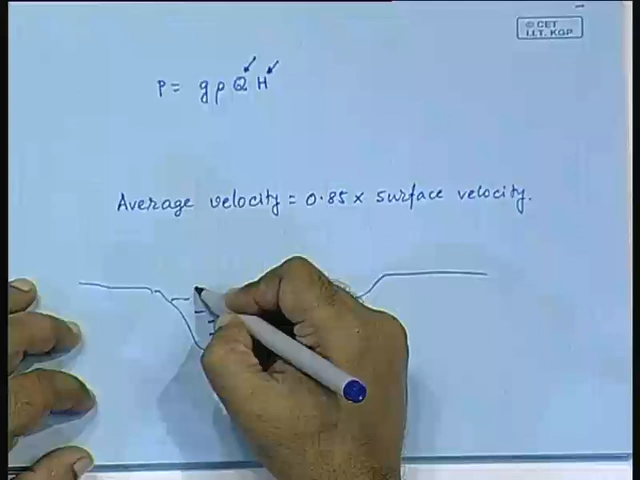 © CET
I.I.T. KGP
P = gρQH
Average velocity = 0.85 × surface velocity.